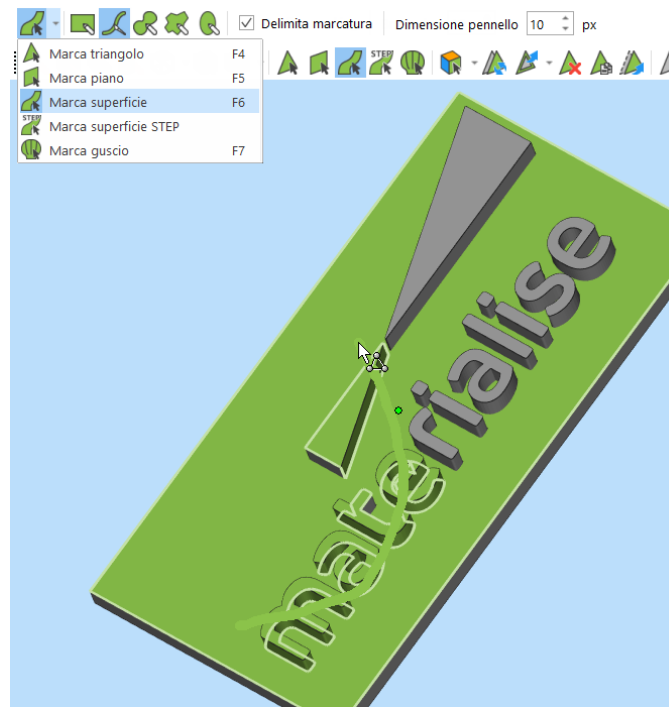 Delimita marcatura Dimensione pennello 10 px
Marca triangolo F4
Marca piano F5
Marca superficie F6
STEP Marca superficie STEP
Marca guscio F7
STEP
materialise